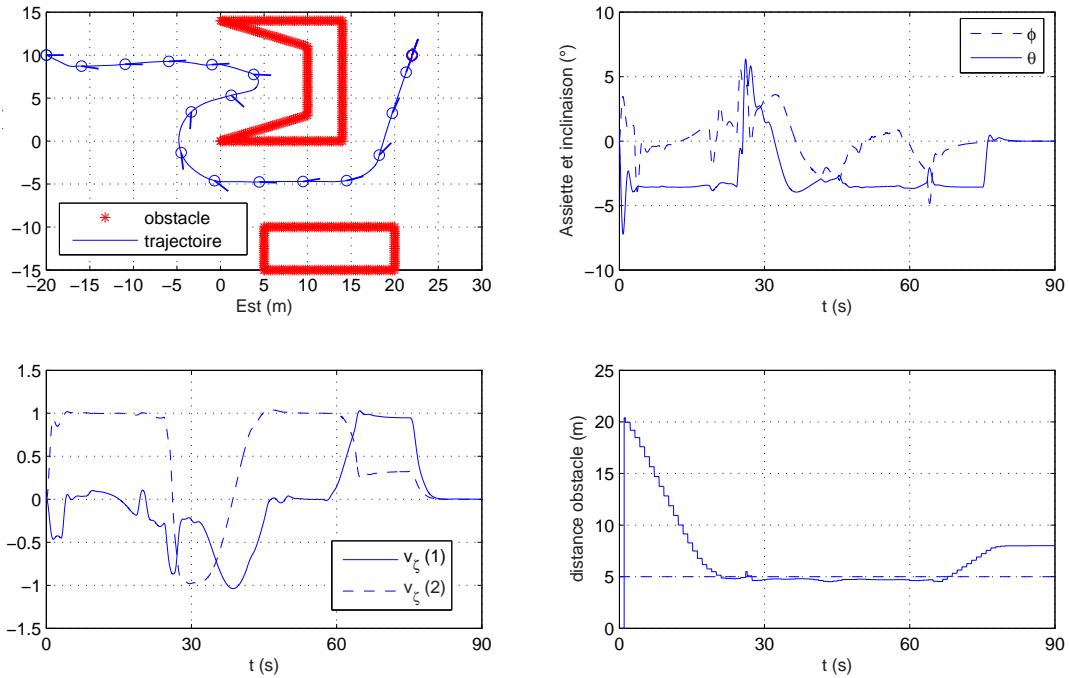 15
10
5
0
−5
−10
−15
−20 −15 −10 −5 0 5 10 15 20 25 30
Est (m)
obstacle
trajectoire
10
5
0
−5
−10
0 30 60 90
t (s)
Assiette et inclinaison (°)
ϕ
θ
1.5
1
0.5
0
−0.5
−1
−1.5
0 30 60 90
t (s)
vζ (1)
vζ (2)
25
20
15
10
5
0
0 30 60 90
t (s)
distance obstacle (m)